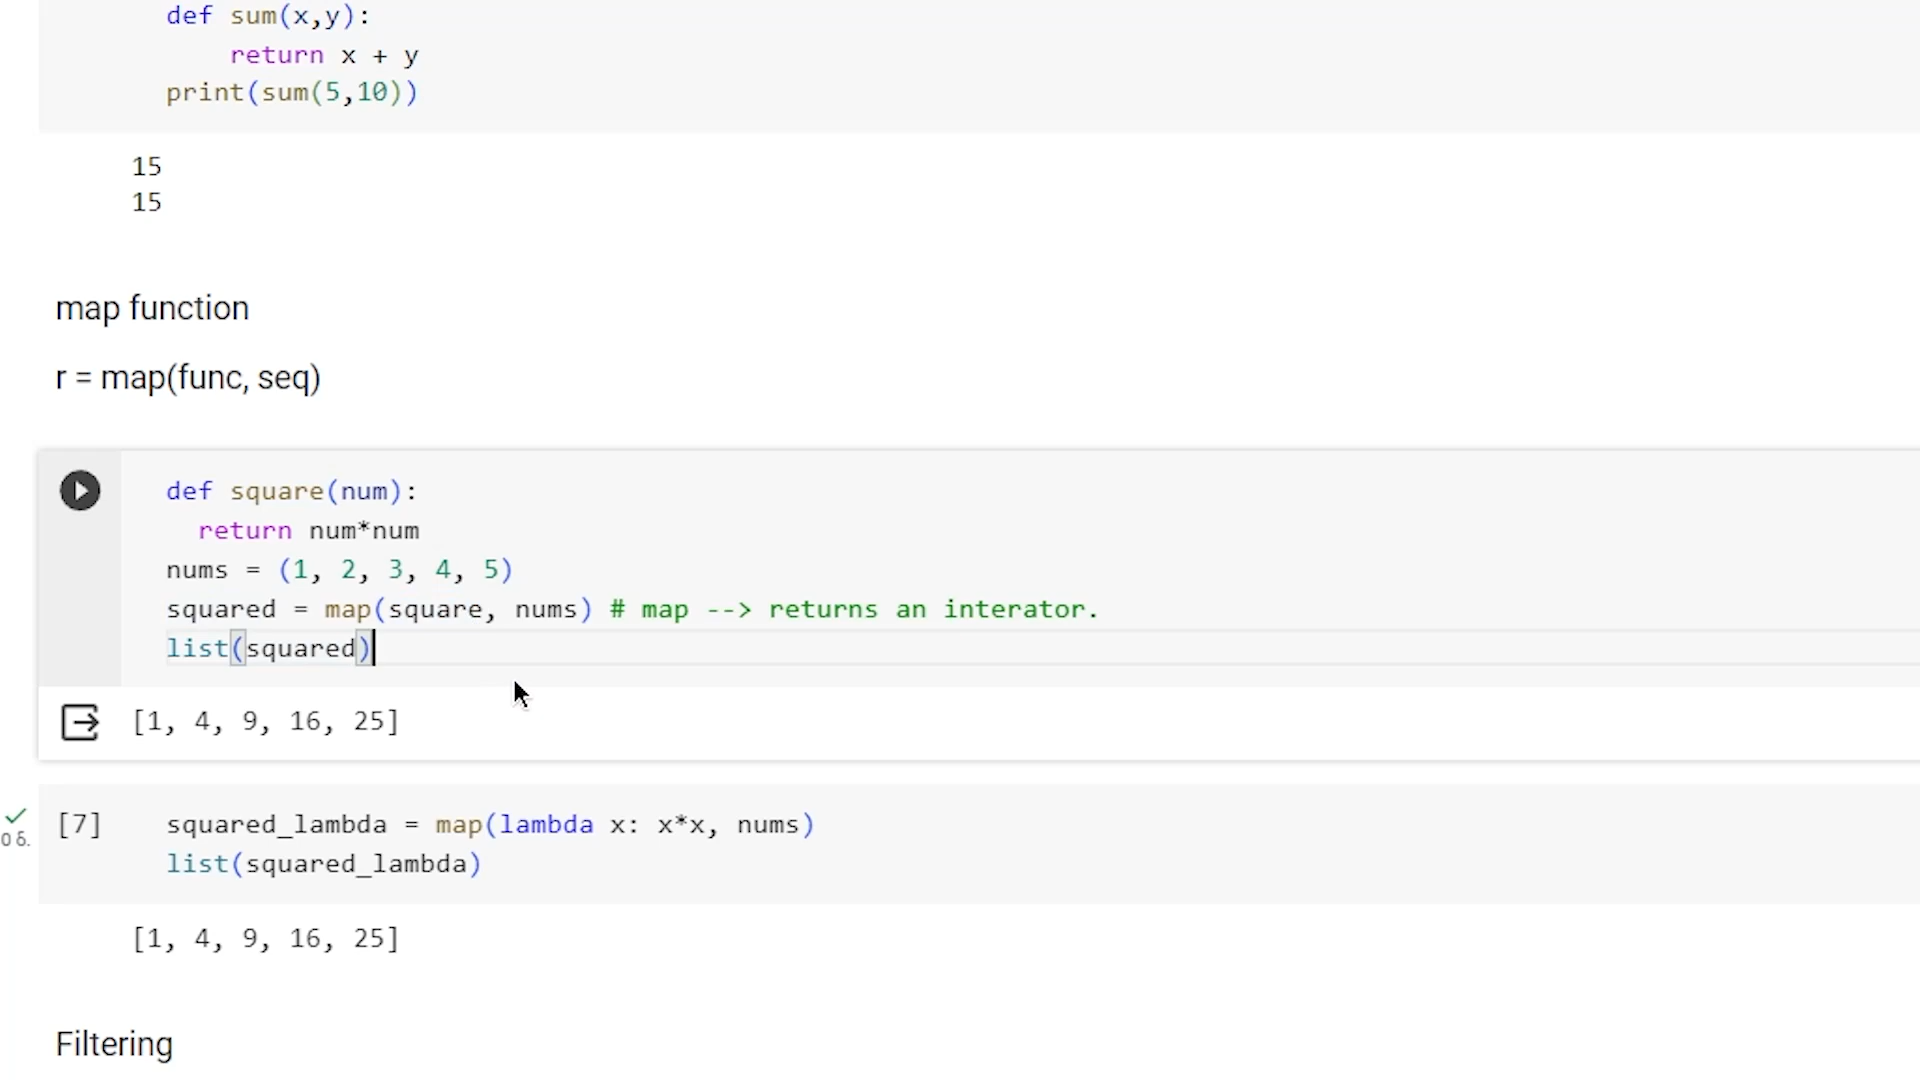 def sum(x,y):
return x + y
print(sum(5,10))
15
15
map function
r = map(func, seq)
def square(num):
return num*num
nums = (1, 2, 3, 4, 5)
squared = map(square, nums) # map --> returns an interator.
list(squared)
[1, 4, 9, 16, 25]
[7] squared_lambda = map(lambda x: x*x, nums)
0 δ.
list(squared_lambda)
[1, 4, 9, 16, 25]
Filtering